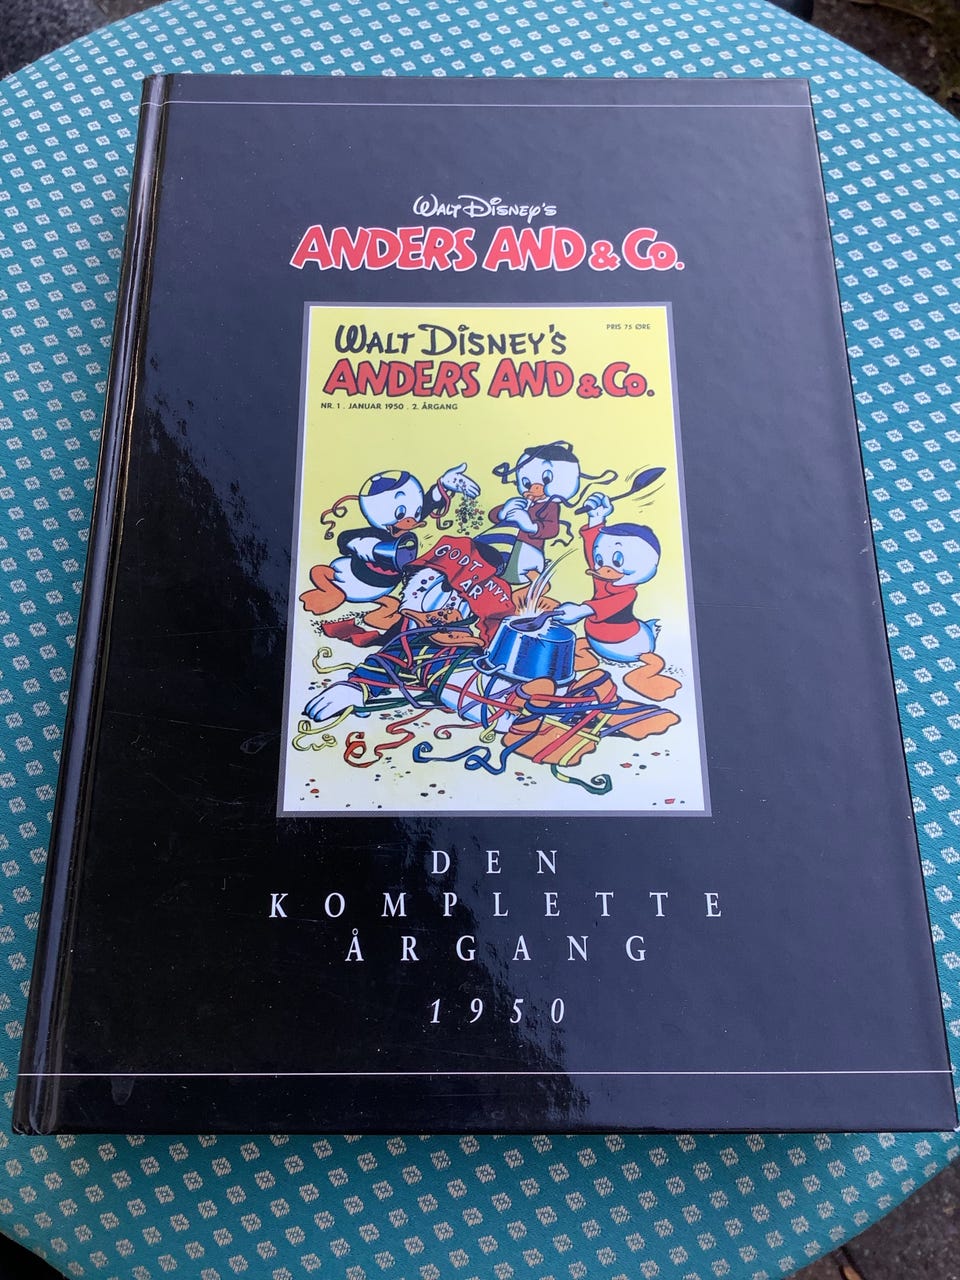 Walt Disney's
ANDERS AND & Co.
PRIS 75 ØRE
WALT DISNEY'S
ANDERS AND & Co.
NR. 1 . JANUAR 1950 . 2. ÅRGANG
GODT NYT
ÅR
DEN
KOMPLETTE
ÅRGANG
1950